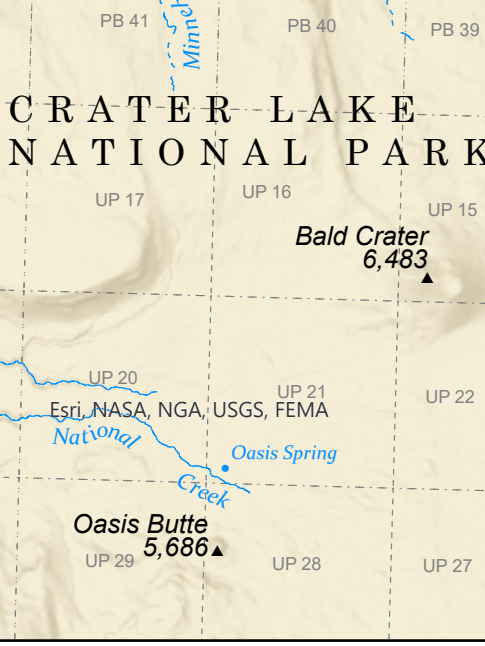 PB 41
PB 40
PB 39
CRATER LAKE
NATIONAL PARK
UP 17
UP 16
UP 15
Bald Crater
6,483
UP 20
UP 21
UP 22
Esri, NASA, NGA, USGS, FEMA
National
Creek
Oasis Spring
Oasis Butte
5,686
UP 29
UP 28
UP 27